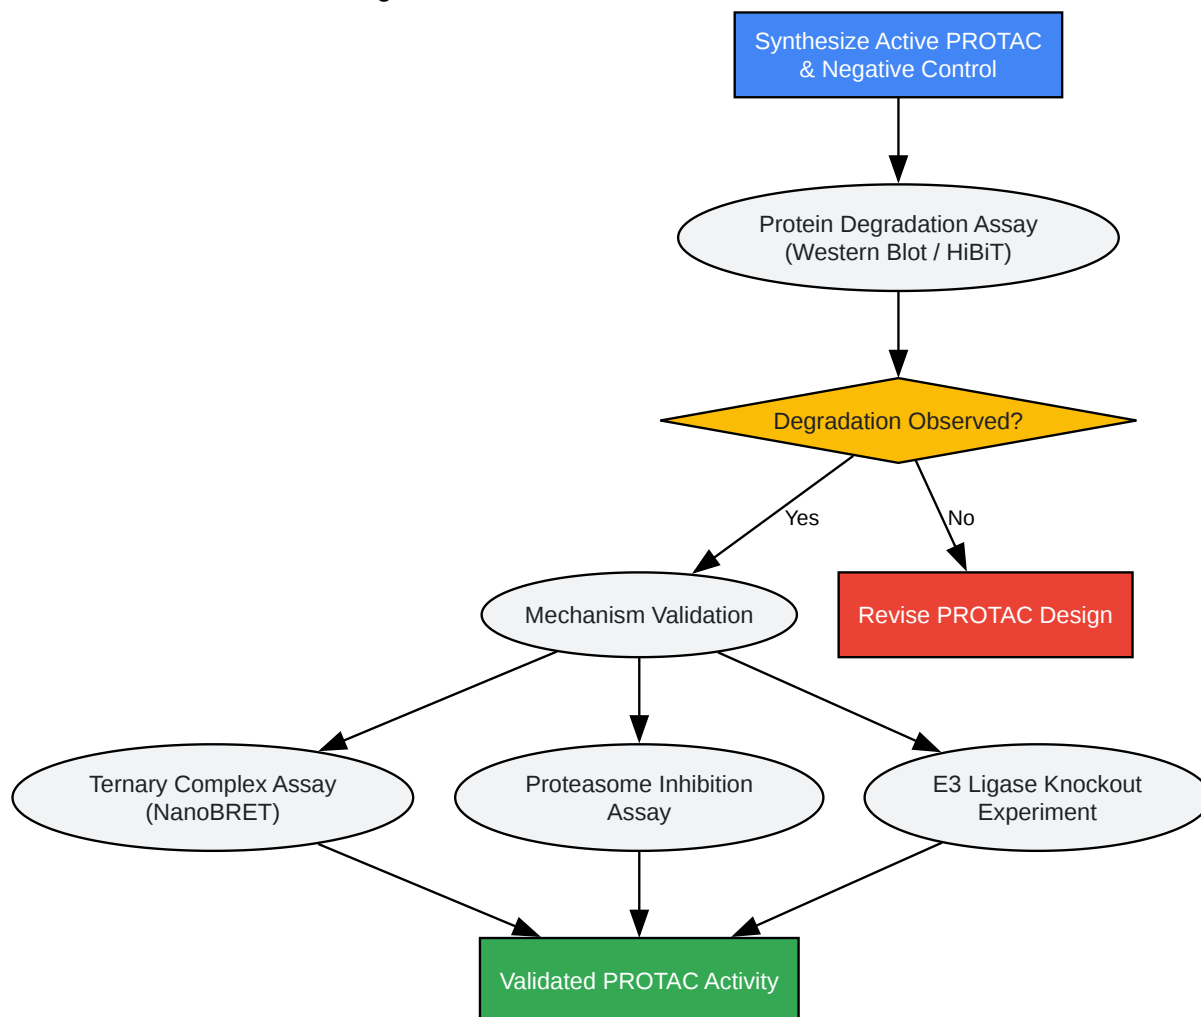 Synthesize Active PROTAC
& Negative Control
Protein Degradation Assay
(Western Blot / HiBiT)
Degradation Observed?
Yes
No
Mechanism Validation
Revise PROTAC Design
Ternary Complex Assay
(NanoBRET)
Proteasome Inhibition
Assay
E3 Ligase Knockout
Experiment
Validated PROTAC Activity